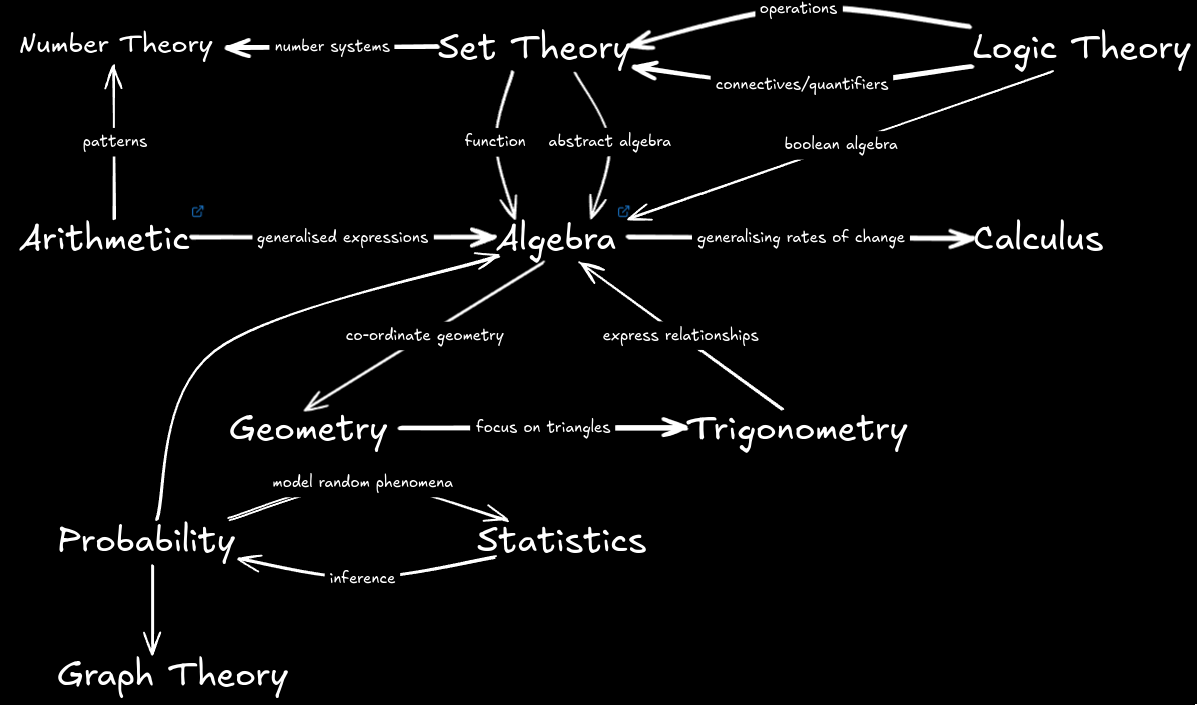 operations
Number Theory
number systems
Set Theory
Logic Theory
connectives/quantifiers
patterns
function
abstract algebra
boolean algebra
Arithmetic
generalised expressions
Algebra
generalising rates of change
Calculus
co-ordinate geometry
express relationships
Geometry
focus on triangles
Trigonometry
model random phenomena
Probability
Statistics
inference
Graph Theory